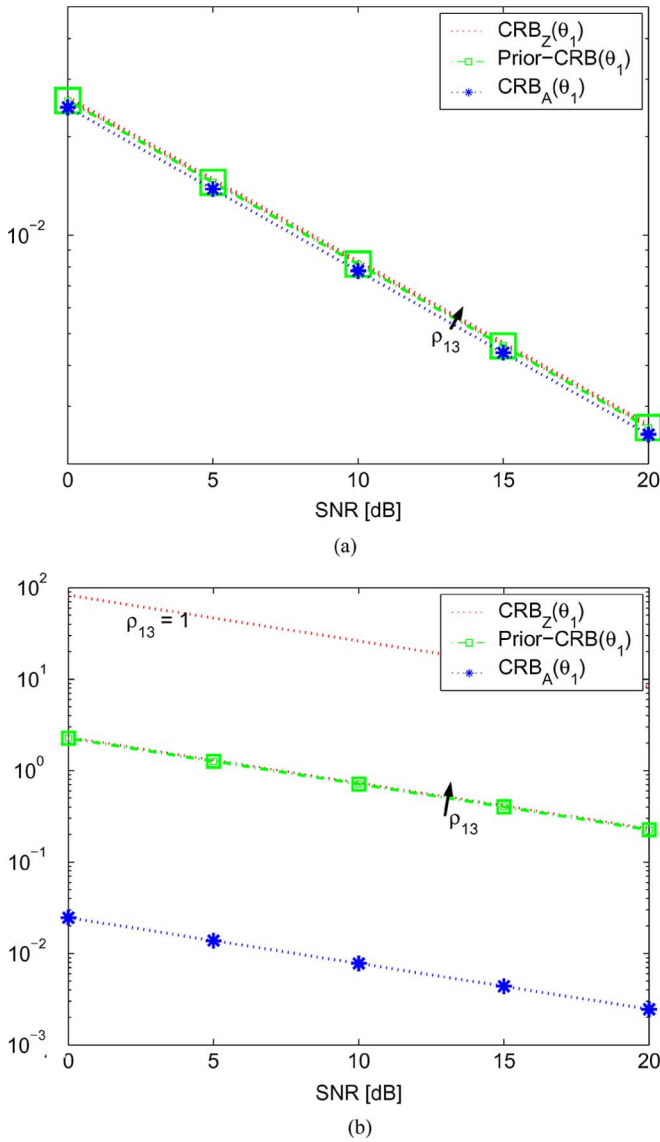 CRB_Z(θ_1)
Prior−CRB(θ_1)
CRB_A(θ_1)
10^−2
ρ_13
0 5 10 15 20
SNR [dB]
(a)
10^2
CRB_Z(θ_1)
Prior−CRB(θ_1)
CRB_A(θ_1)
ρ_13 = 1
10^1
10^0
ρ_13
10^−1
10^−2
10^−3
0 5 10 15 20
SNR [dB]
(b)